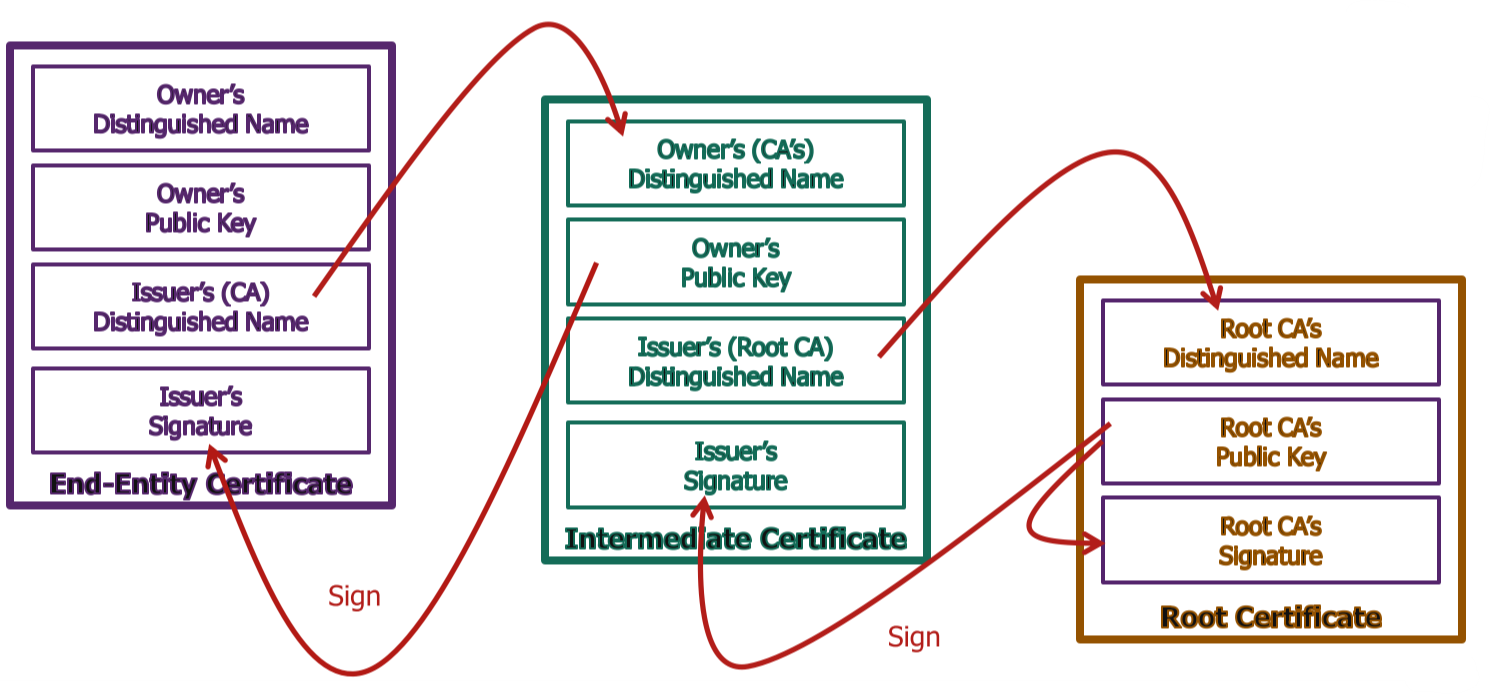 Owner's
Distinguished Name
Owner's
Public Key
Issuer's (CA)
Distinguished Name
Issuer's
Signature
End-Entity Certificate
Sign
Owner's (CA's)
Distinguished Name
Owner's
Public Key
Issuer's (Root CA)
Distinguished Name
Issuer's
Signature
Intermediate Certificate
Sign
Root CA's
Distinguished Name
Root CA's
Public Key
Root CA's
Signature
Root Certificate